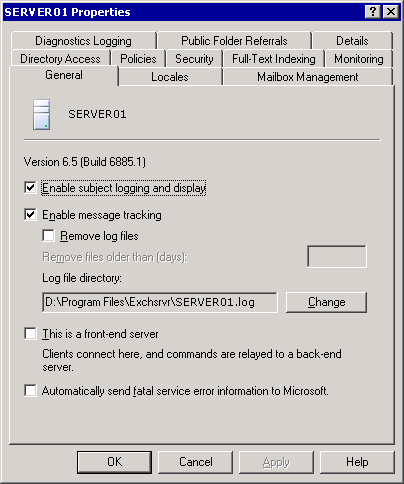 SERVER01 Properties
Diagnostics Logging Public Folder Referrals Details
Directory Access Policies Security Full-Text Indexing Monitoring
General Locales Mailbox Management
SERVER01
Version 6.5 (Build 6885.1)
Enable subject logging and display
Enable message tracking
Remove log files
Remove files older than (days):
Log file directory:
D:\Program Files\Exchsrvr\SERVER01.log Change
This is a front-end server
Clients connect here, and commands are relayed to a back-end
server.
Automatically send fatal service error information to Microsoft.
OK Cancel Apply Help